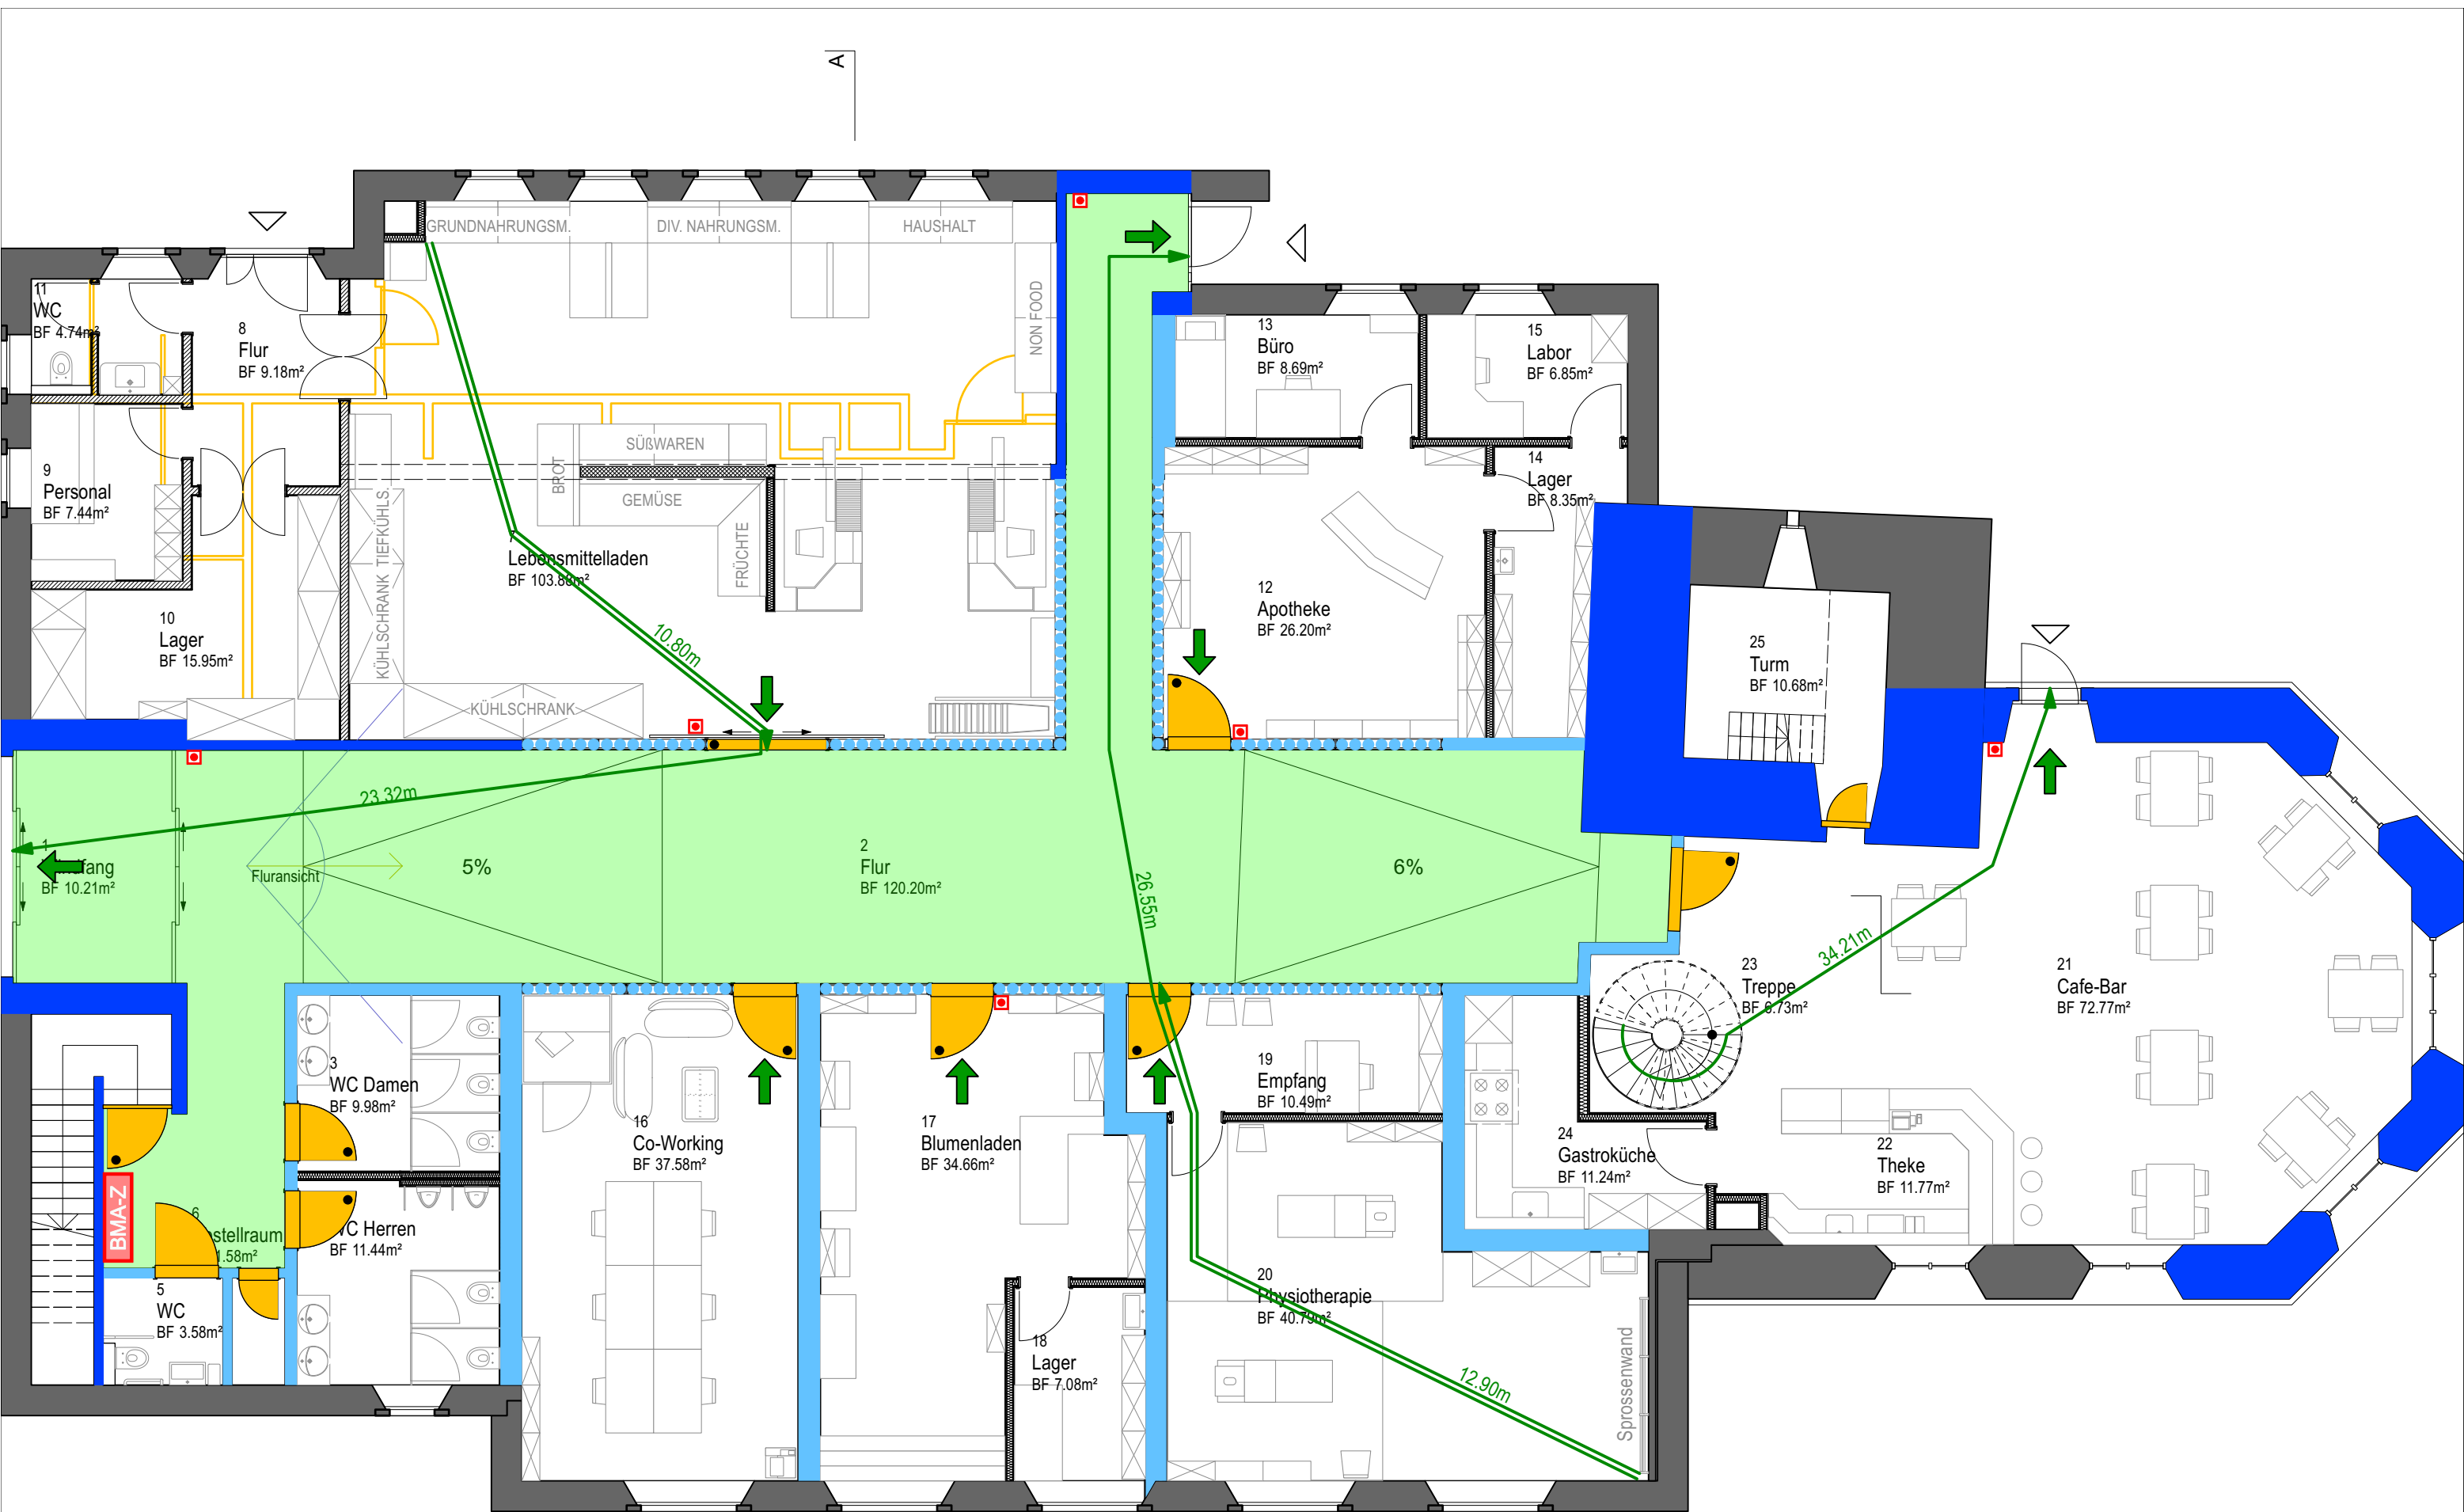 A
GRUNDNAHRUNGSM.
DIV. NAHRUNGSM.
HAUSHALT
NON FOOD
11
WC
BF 4.74m²
8
Flur
BF 9.18m²
9
Personal
BF 7.44m²
10
Lager
BF 15.95m²
KÜHLSCHRANK TIEFKÜHLS.
KÜHLSCHRANK
BROT
SÜßWAREN
GEMÜSE
FRÜCHTE
7
Lebensmittelladen
BF 103.88m²
10.80m
13
Büro
BF 8.69m²
15
Labor
BF 6.85m²
14
Lager
BF 8.35m²
12
Apotheke
BF 26.20m²
25
Turm
BF 10.68m²
23.32m
1
BF 10.21m²
Fluransicht
5%
2
Flur
BF 120.20m²
6%
26.55m
34.21m
3
WC Damen
BF 9.98m²
WC Herren
BF 11.44m²
BMA-Z
6
stellraum
1.58m²
5
WC
BF 3.58m²
16
Co-Working
BF 37.58m²
17
Blumenladen
BF 34.66m²
18
Lager
BF 7.08m²
19
Empfang
BF 10.49m²
20
Physiotherapie
BF 40.79m²
12.90m
Sprossenwand
24
Gastroküche
BF 11.24m²
23
Treppe
BF 6.73m²
22
Theke
BF 11.77m²
21
Cafe-Bar
BF 72.77m²